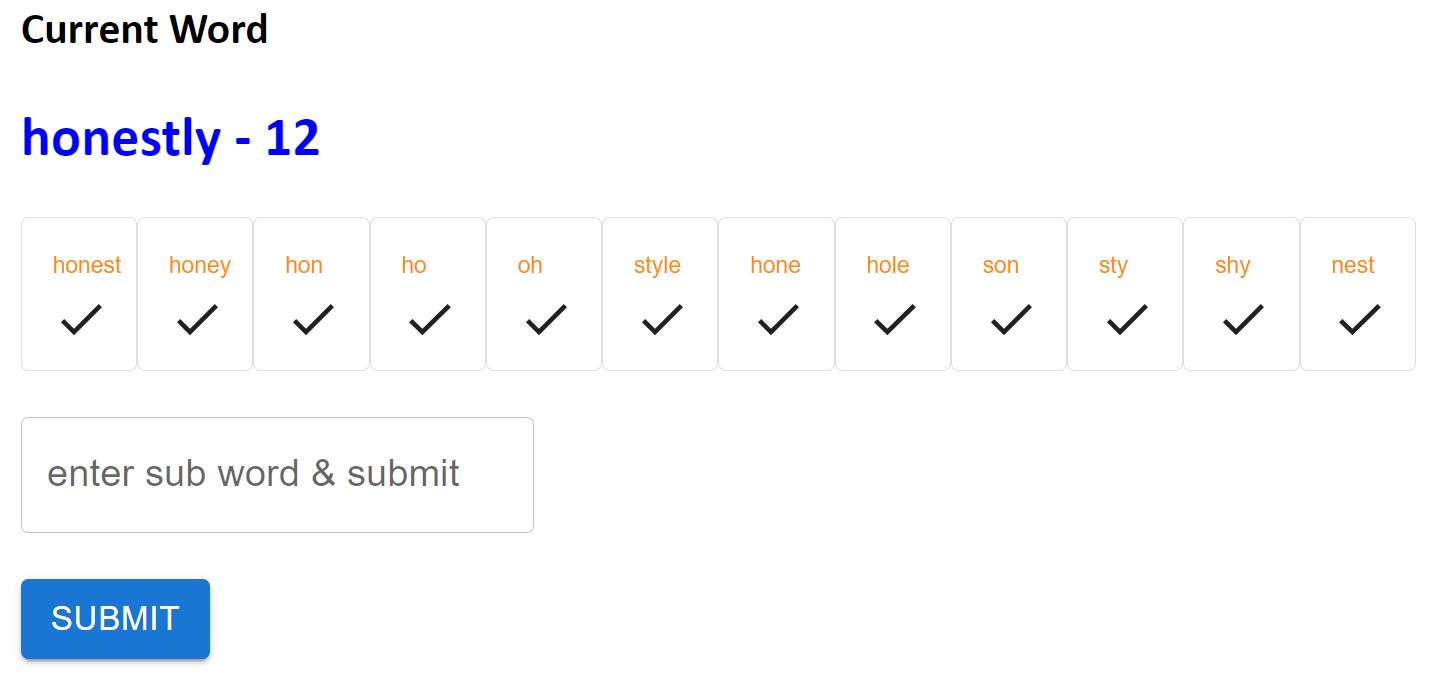 Current Word
honestly - 12
honest honey hon ho oh style hone hole son sty shy nest
enter sub word & submit
SUBMIT